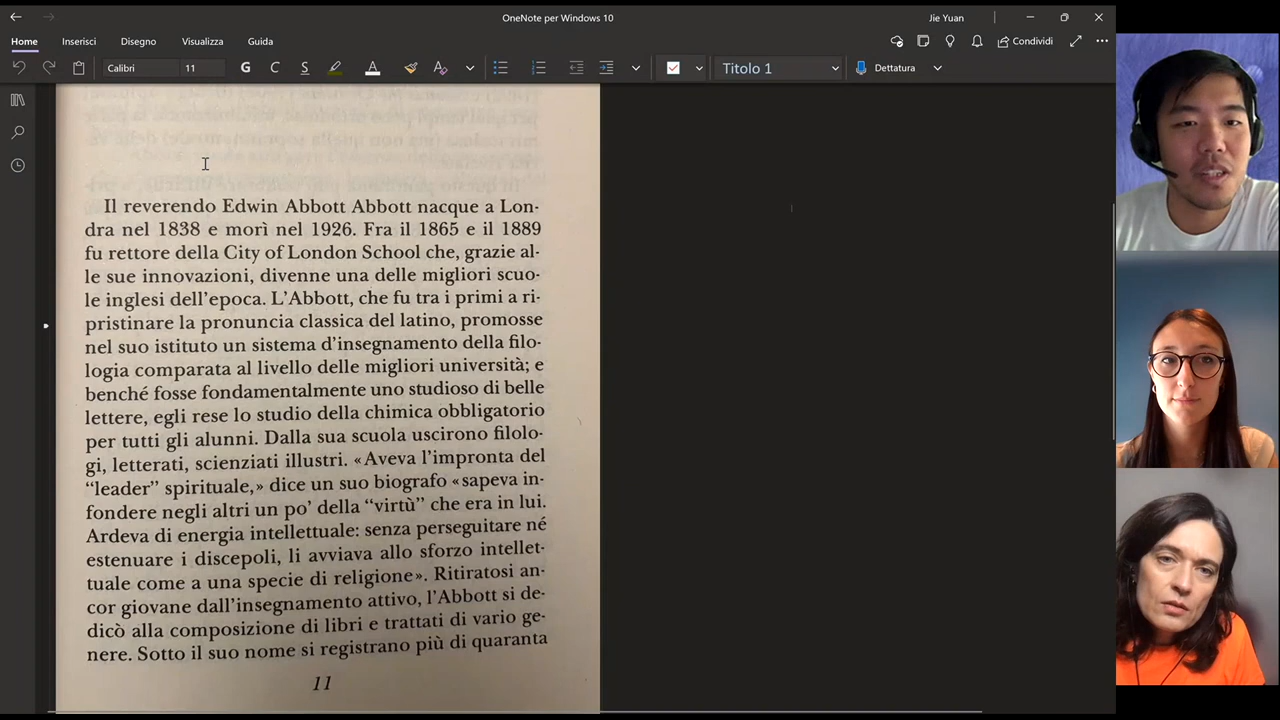 OneNote per Windows 10
Jie Yuan
Home Inserisci Disegno Visualizza Guida
Condividi
Calibri 11 G C S A A Titolo 1 Dettatura
Il reverendo Edwin Abbott Abbott nacque a Lon-
dra nel 1838 e morì nel 1926. Fra il 1865 e il 1889
fu rettore della City of London School che, grazie al-
le sue innovazioni, divenne una delle migliori scuo-
le inglesi dell'epoca. L'Abbott, che fu tra i primi a ri-
pristinare la pronuncia classica del latino, promosse
nel suo istituto un sistema d'insegnamento della filo-
logia comparata al livello delle migliori università; e
benché fosse fondamentalmente uno studioso di belle
lettere, egli rese lo studio della chimica obbligatorio
per tutti gli alunni. Dalla sua scuola uscirono filolo-
gi, letterati, scienziati illustri. «Aveva l'impronta del
“leader” spirituale,» dice un suo biografo «sapeva in-
fondere negli altri un po' della “virtù” che era in lui.
Ardeva di energia intellettuale: senza perseguitare né
estenuare i discepoli, li avviava allo sforzo intellet-
tuale come a una specie di religione». Ritiratosi an-
cor giovane dall'insegnamento attivo, l'Abbott si de-
dicò alla composizione di libri e trattati di vario ge-
nere. Sotto il suo nome si registrano più di quaranta
11